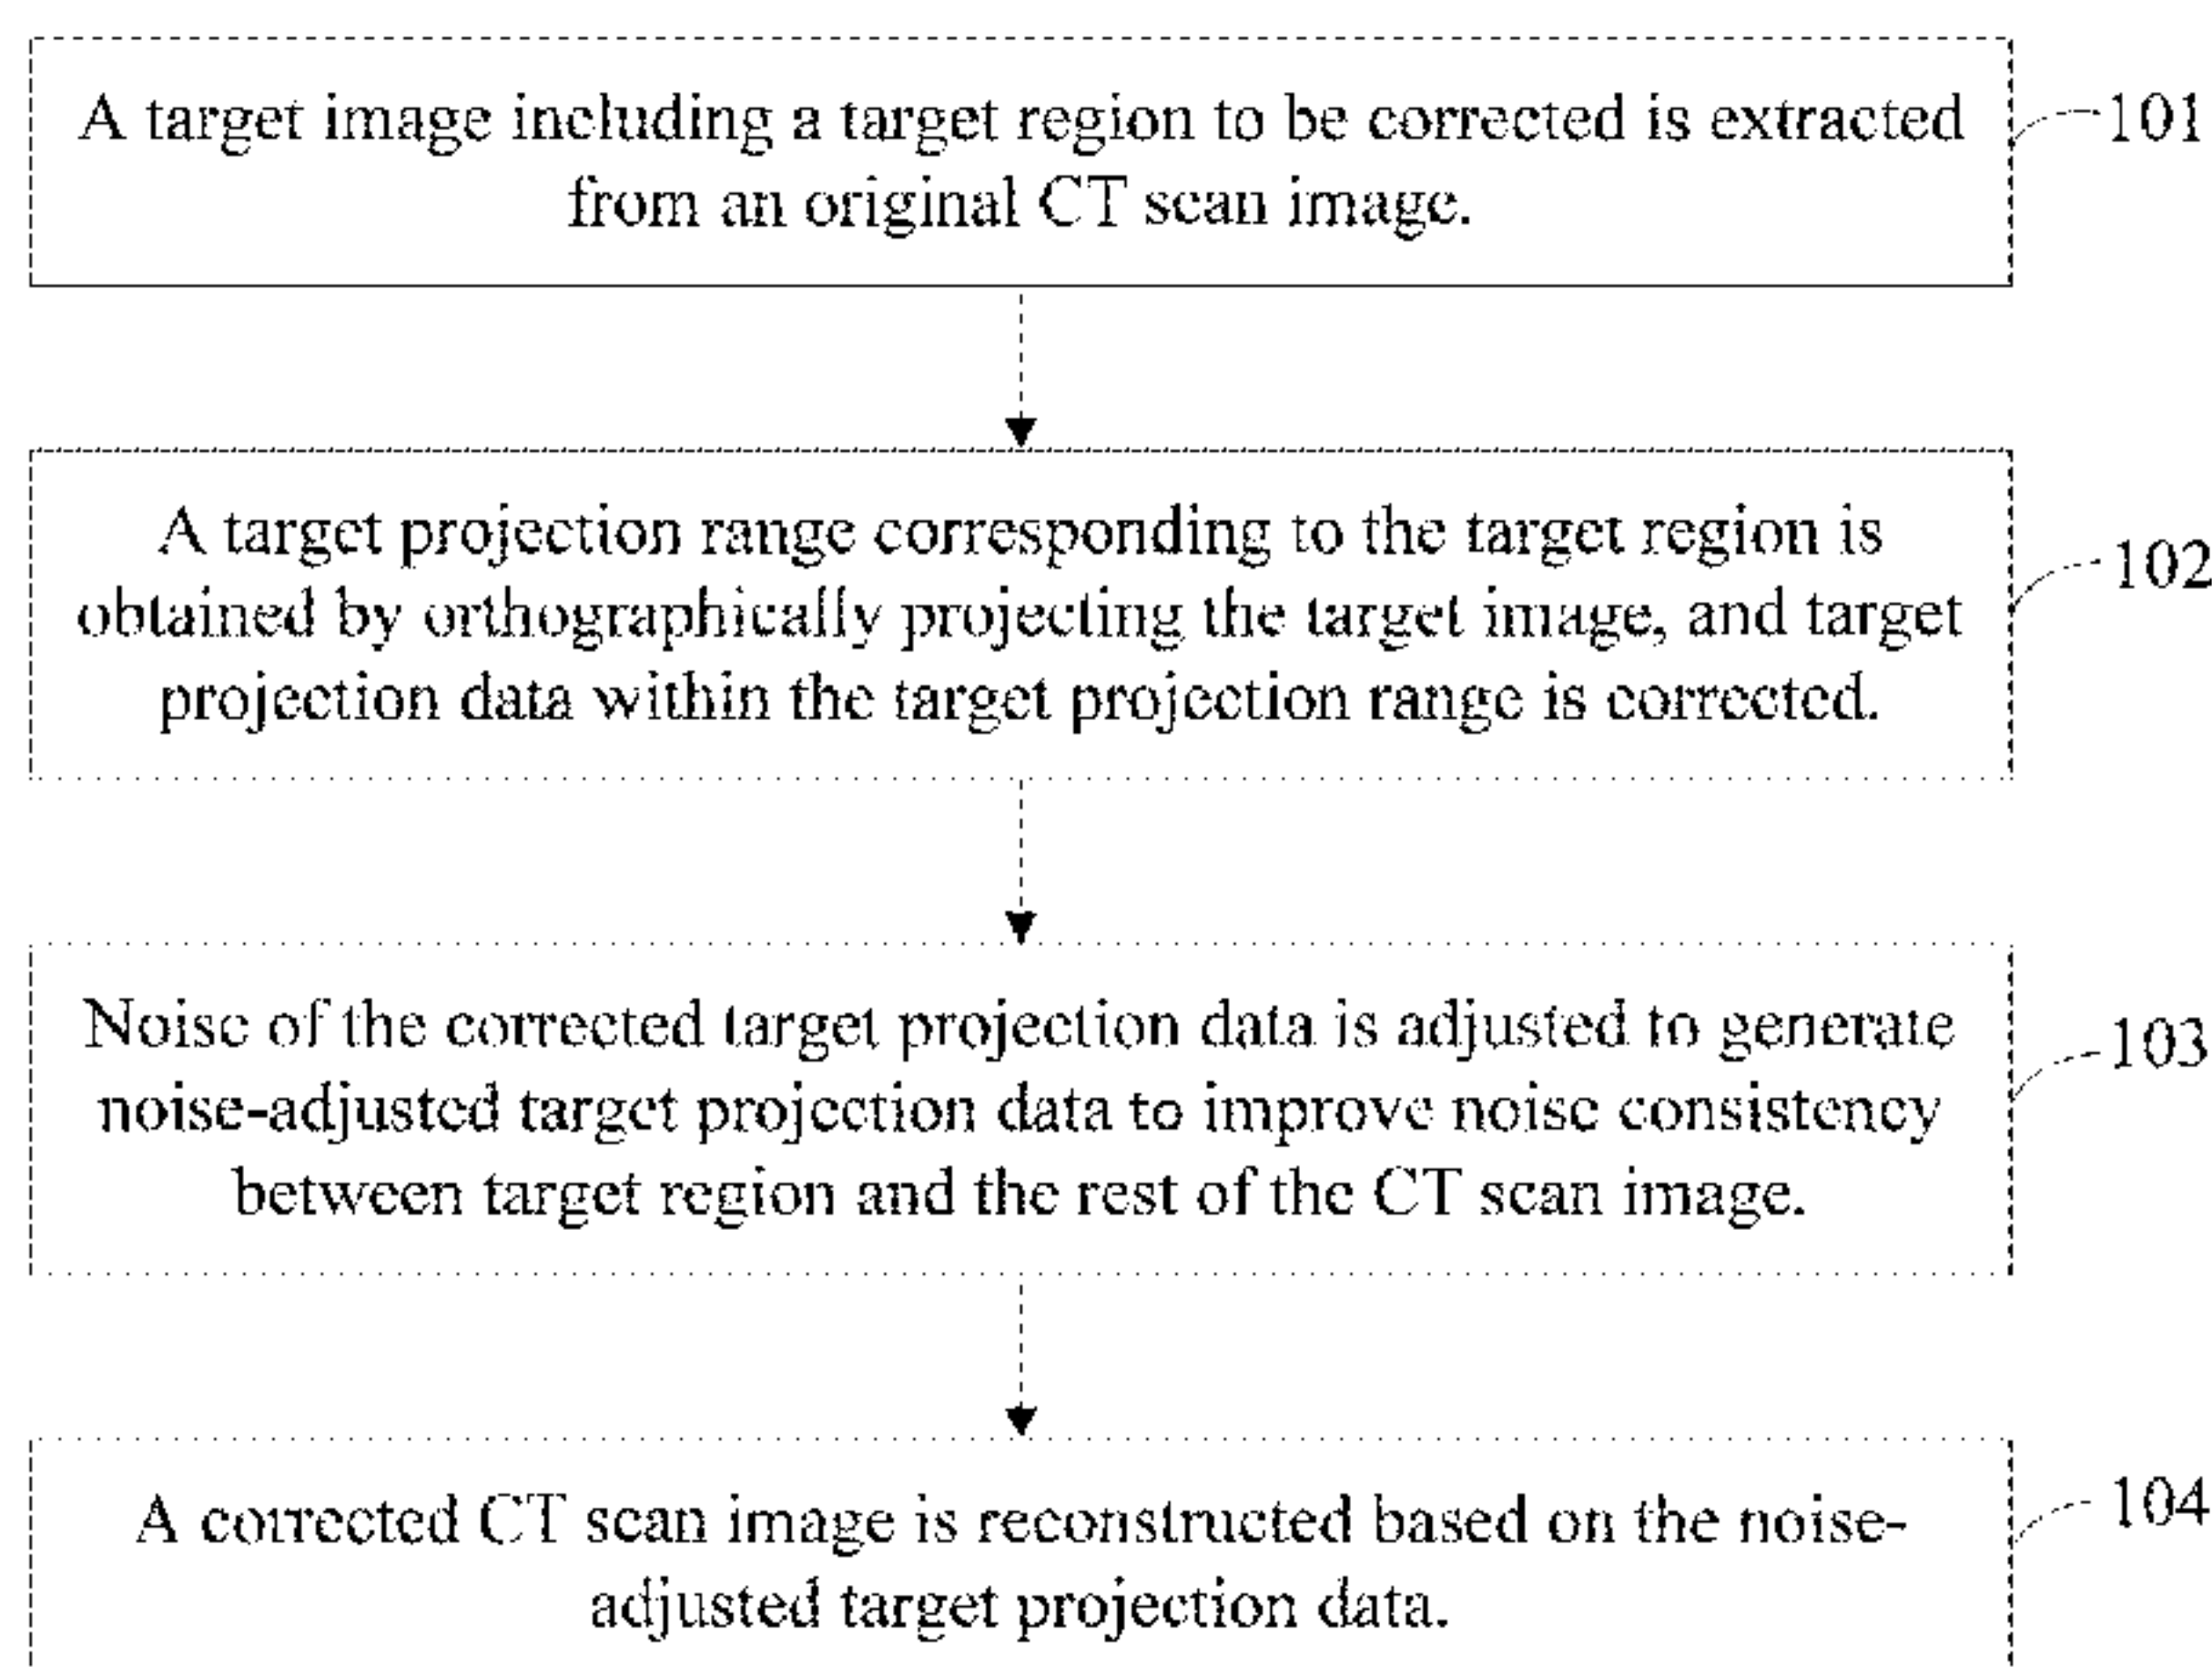 A target image including a target region to be corrected is extracted
from an original CT scan image.
101
A target projection range corresponding to the target region is
obtained by orthographically projecting the target image, and target
projection data within the target projection range is corrected.
102
Noise of the corrected target projection data is adjusted to generate
noise-adjusted target projection data to improve noise consistency
between target region and the rest of the CT scan image.
103
A corrected CT scan image is reconstructed based on the noise-
adjusted target projection data.
104